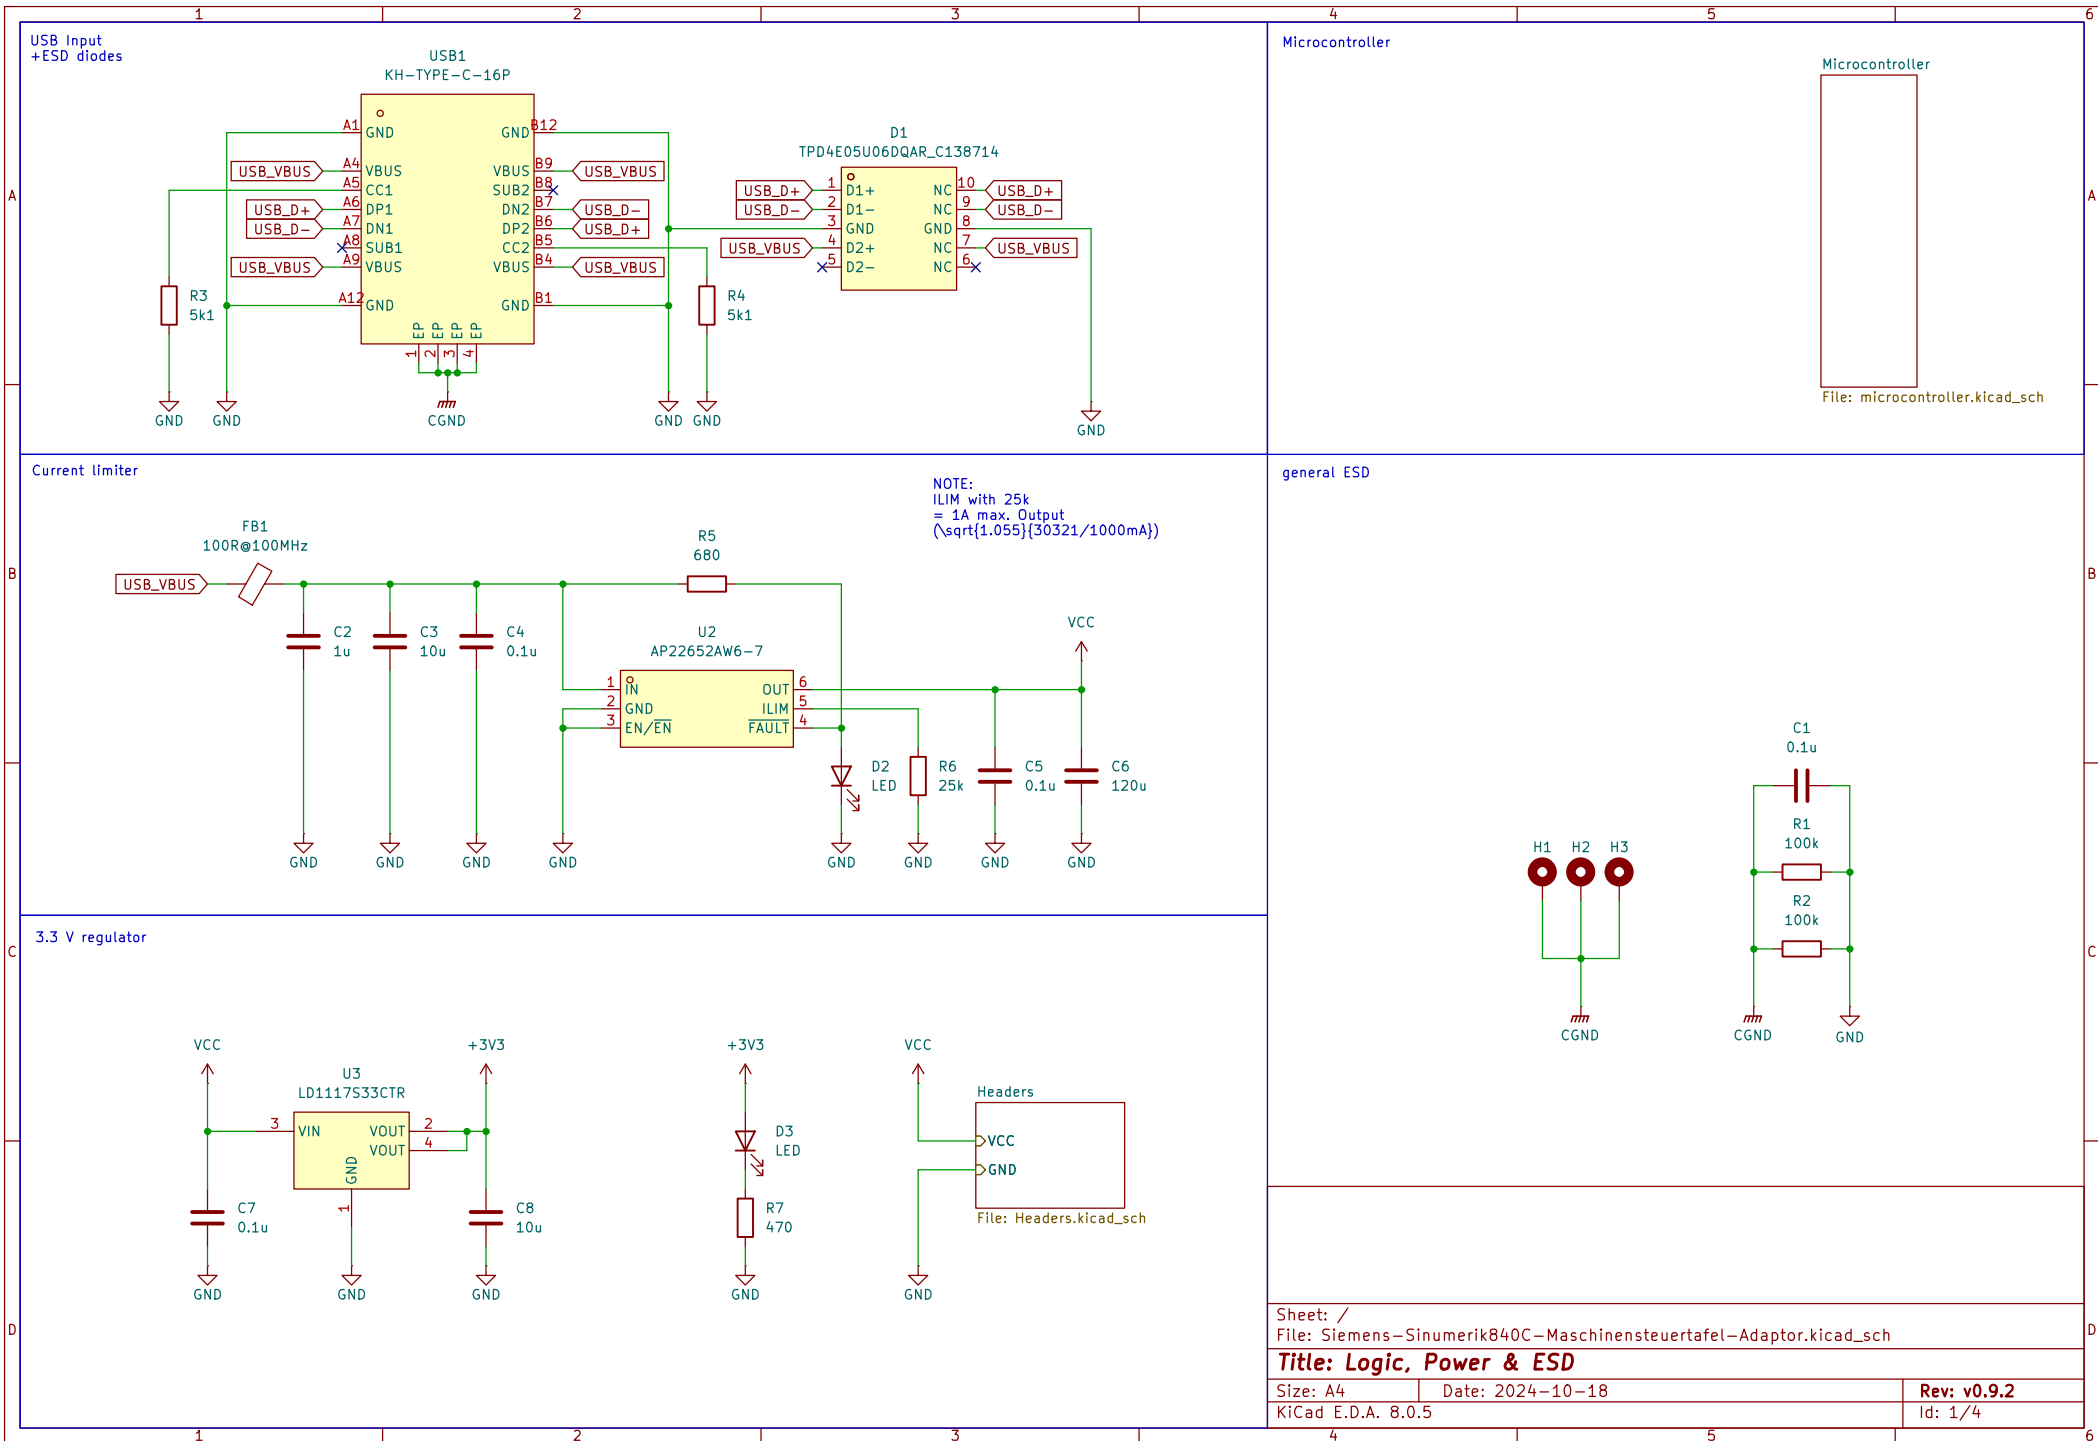 1 2 3 4 5 6
A
B
C
D
A
B
C
D
1 2 3 4 5 6
USB Input
+ESD diodes
USB1
KH-TYPE-C-16P
A1 GND
A4 VBUS
A5 CC1
A6 DP1
A7 DN1
A8 SUB1
A9 VBUS
A12 GND
GND B12
VBUS B9
SUB2 B8
DN2 B7
DP2 B6
CC2 B5
VBUS B4
GND B1
EP EP EP EP
1 2 3 4
USB_VBUS
USB_D+
USB_D-
USB_VBUS
USB_VBUS
USB_D-
USB_D+
USB_VBUS
R3
5k1
R4
5k1
GND
GND
CGND
GND
GND
D1
TPD4E05U06DQAR_C138714
USB_D+ 1 D1+ NC 10 USB_D+
USB_D- 2 D1- NC 9 USB_D-
3 GND GND 8
USB_VBUS 4 D2+ NC 7 USB_VBUS
5 D2- NC 6
GND
Microcontroller
Microcontroller
File: microcontroller.kicad_sch
Current limiter
NOTE:
ILIM with 25k
= 1A max. Output
(\sqrt{1.055}{30321/1000mA})
FB1
100R@100MHz
USB_VBUS
R5
680
C2
1u
C3
10u
C4
0.1u
U2
AP22652AW6-7
1 IN OUT 6
2 GND ILIM 5
3 EN/EN FAULT 4
VCC
D2
LED
R6
25k
C5
0.1u
C6
120u
GND
GND
GND
GND
GND
GND
GND
GND
general ESD
C1
0.1u
R1
100k
R2
100k
H1 H2 H3
CGND
CGND
GND
3.3 V regulator
VCC
+3V3
U3
LD1117S33CTR
3 VIN VOUT 2
VOUT 4
GND
1
C7
0.1u
C8
10u
GND
GND
GND
+3V3
D3
LED
R7
470
GND
VCC
Headers
VCC
GND
File: Headers.kicad_sch
GND
Sheet: /
File: Siemens-Sinumerik840C-Maschinensteuertafel-Adaptor.kicad_sch
Title: Logic, Power & ESD
Size: A4 Date: 2024-10-18 Rev: v0.9.2
KiCad E.D.A. 8.0.5 Id: 1/4